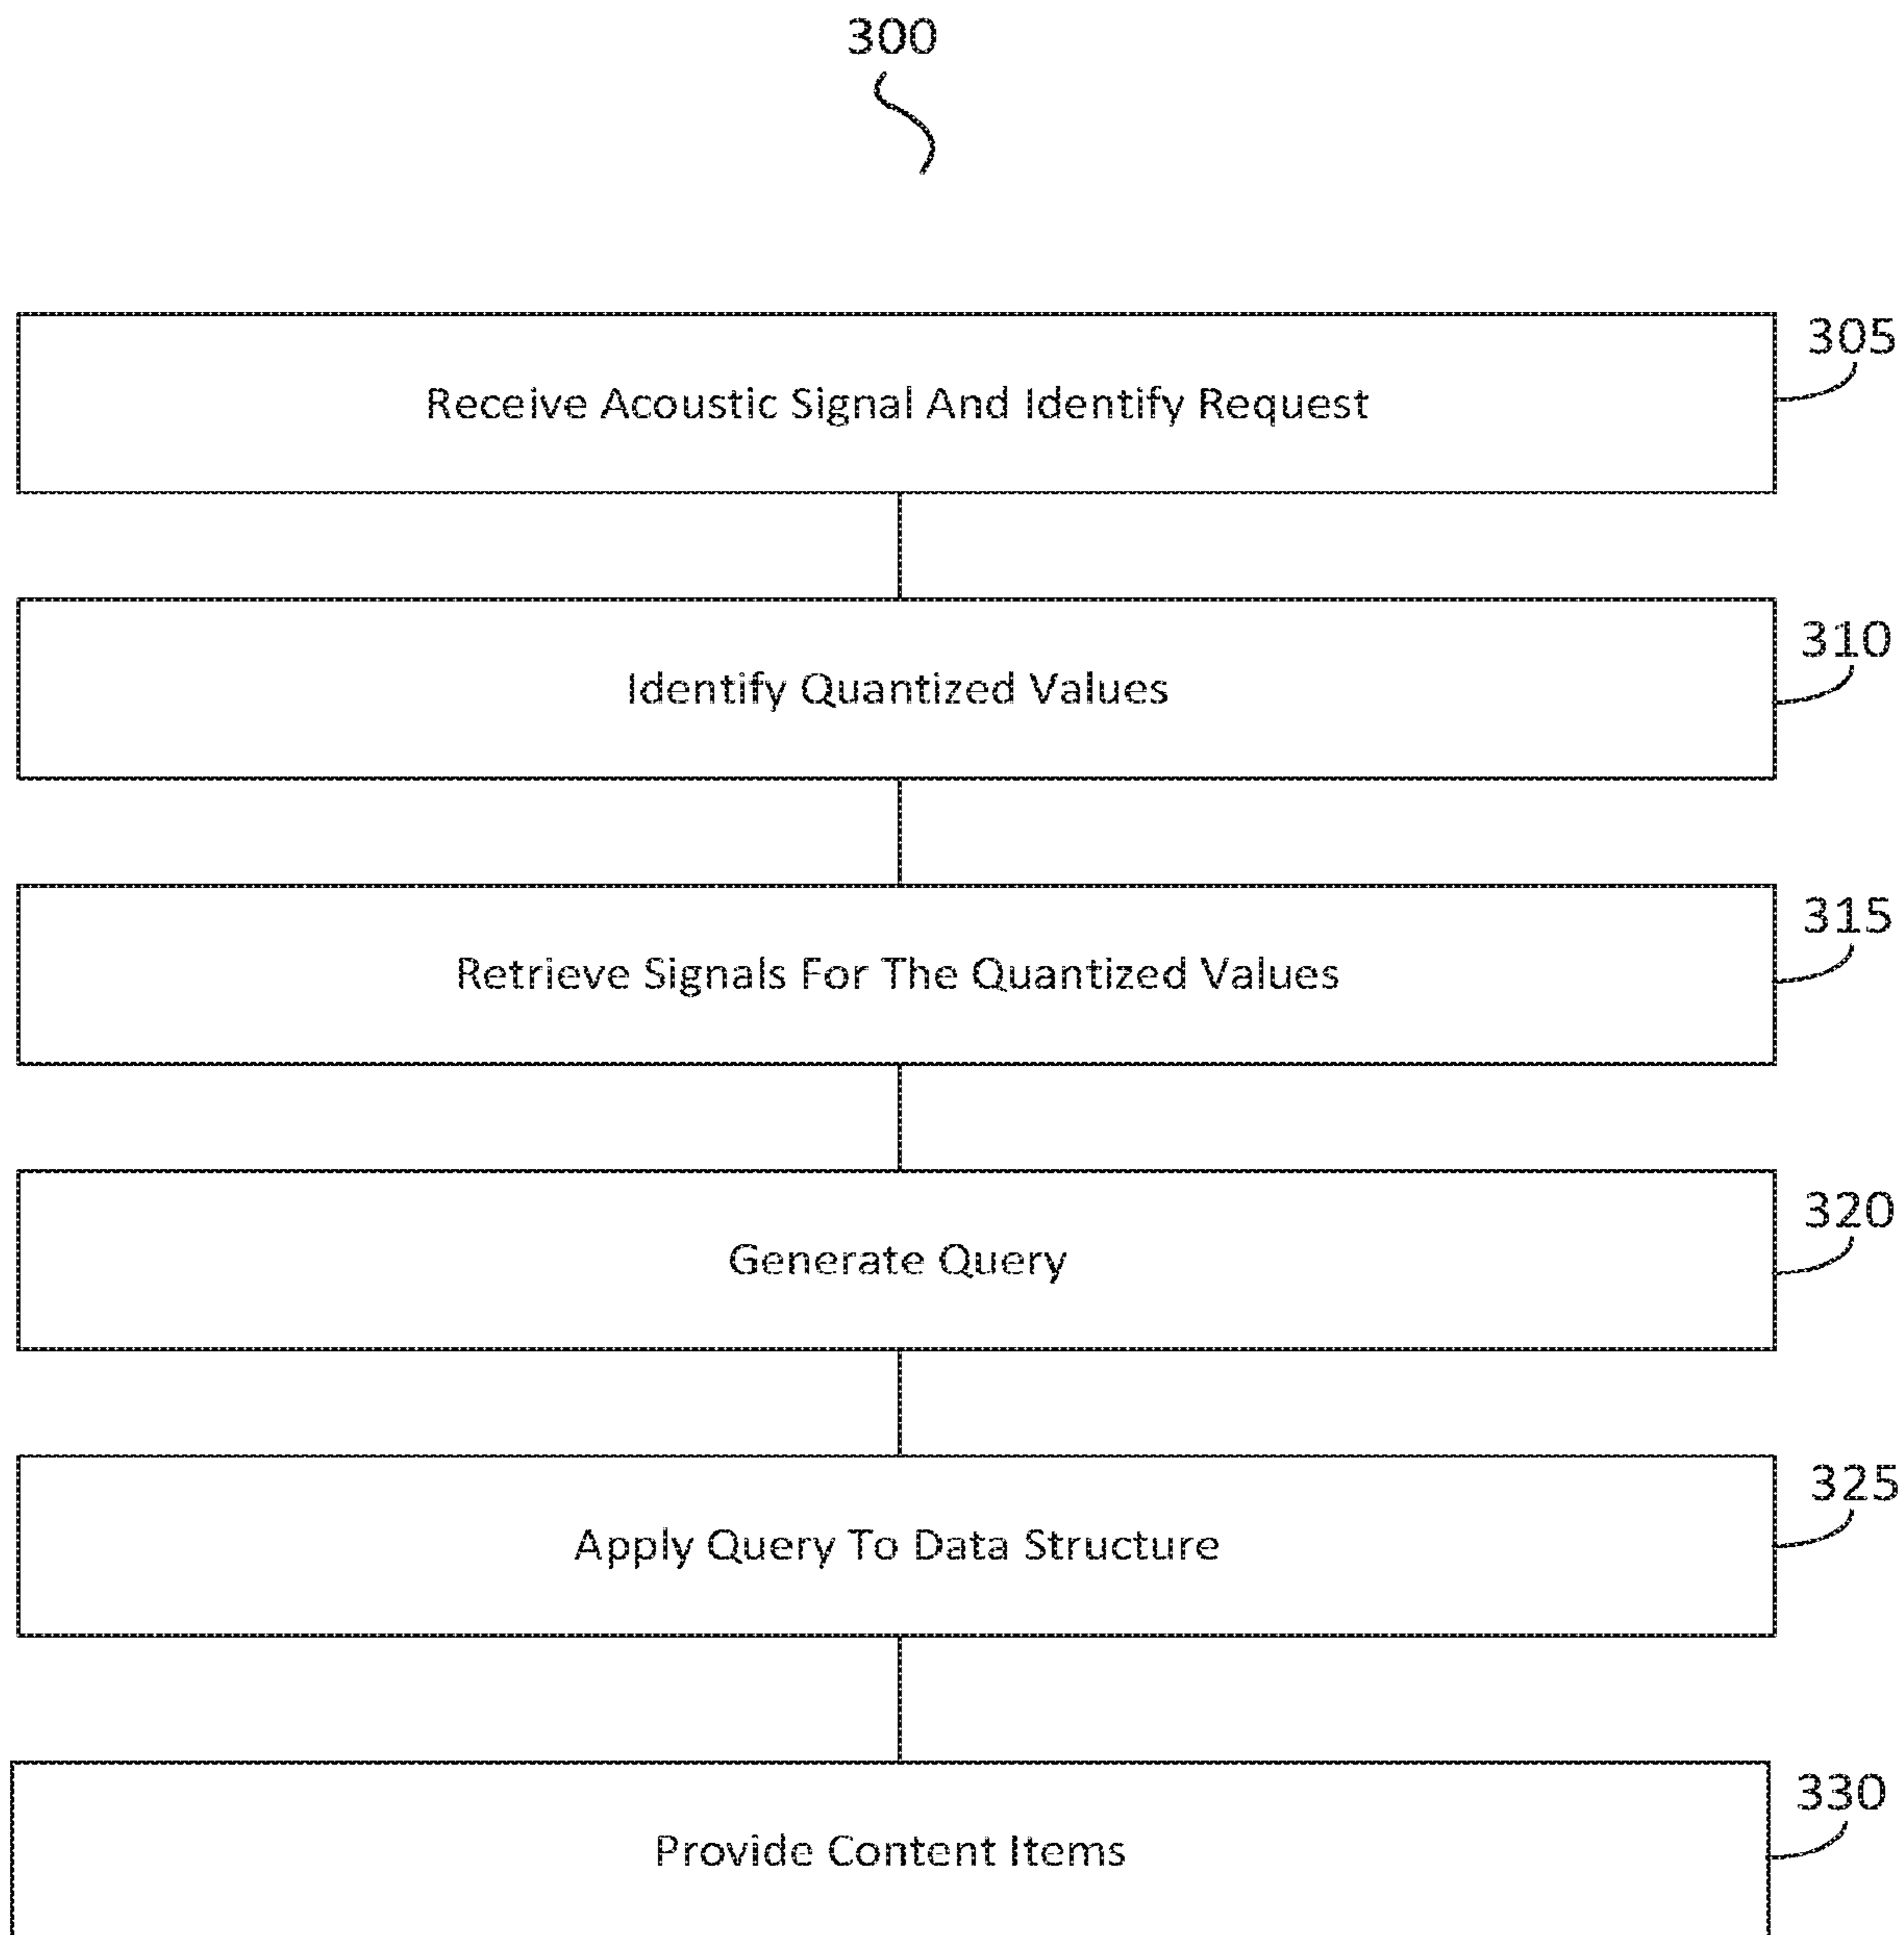 300
305
Receive Acoustic Signal And Identify Request
310
Identify Quantized Values
315
Retrieve Signals For The Quantized Values
320
Generate Query
325
Apply Query To Data Structure
330
Provide Content Items